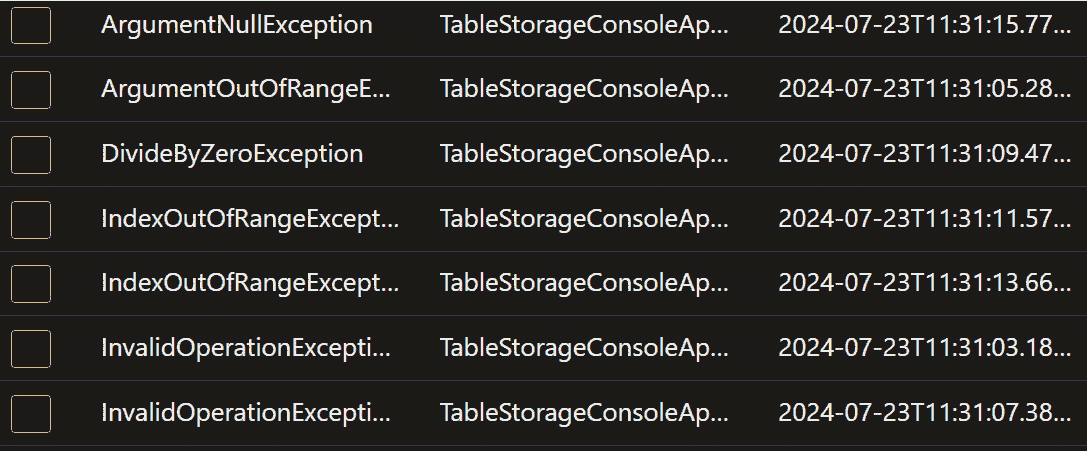 ArgumentNullException TableStorageConsoleAp... 2024-07-23T11:31:15.77...
ArgumentOutOfRangeE... TableStorageConsoleAp... 2024-07-23T11:31:05.28...
DivideByZeroException TableStorageConsoleAp... 2024-07-23T11:31:09.47...
IndexOutOfRangeExcept... TableStorageConsoleAp... 2024-07-23T11:31:11.57...
IndexOutOfRangeExcept... TableStorageConsoleAp... 2024-07-23T11:31:13.66...
InvalidOperationExcepti... TableStorageConsoleAp... 2024-07-23T11:31:03.18...
InvalidOperationExcepti... TableStorageConsoleAp... 2024-07-23T11:31:07.38...